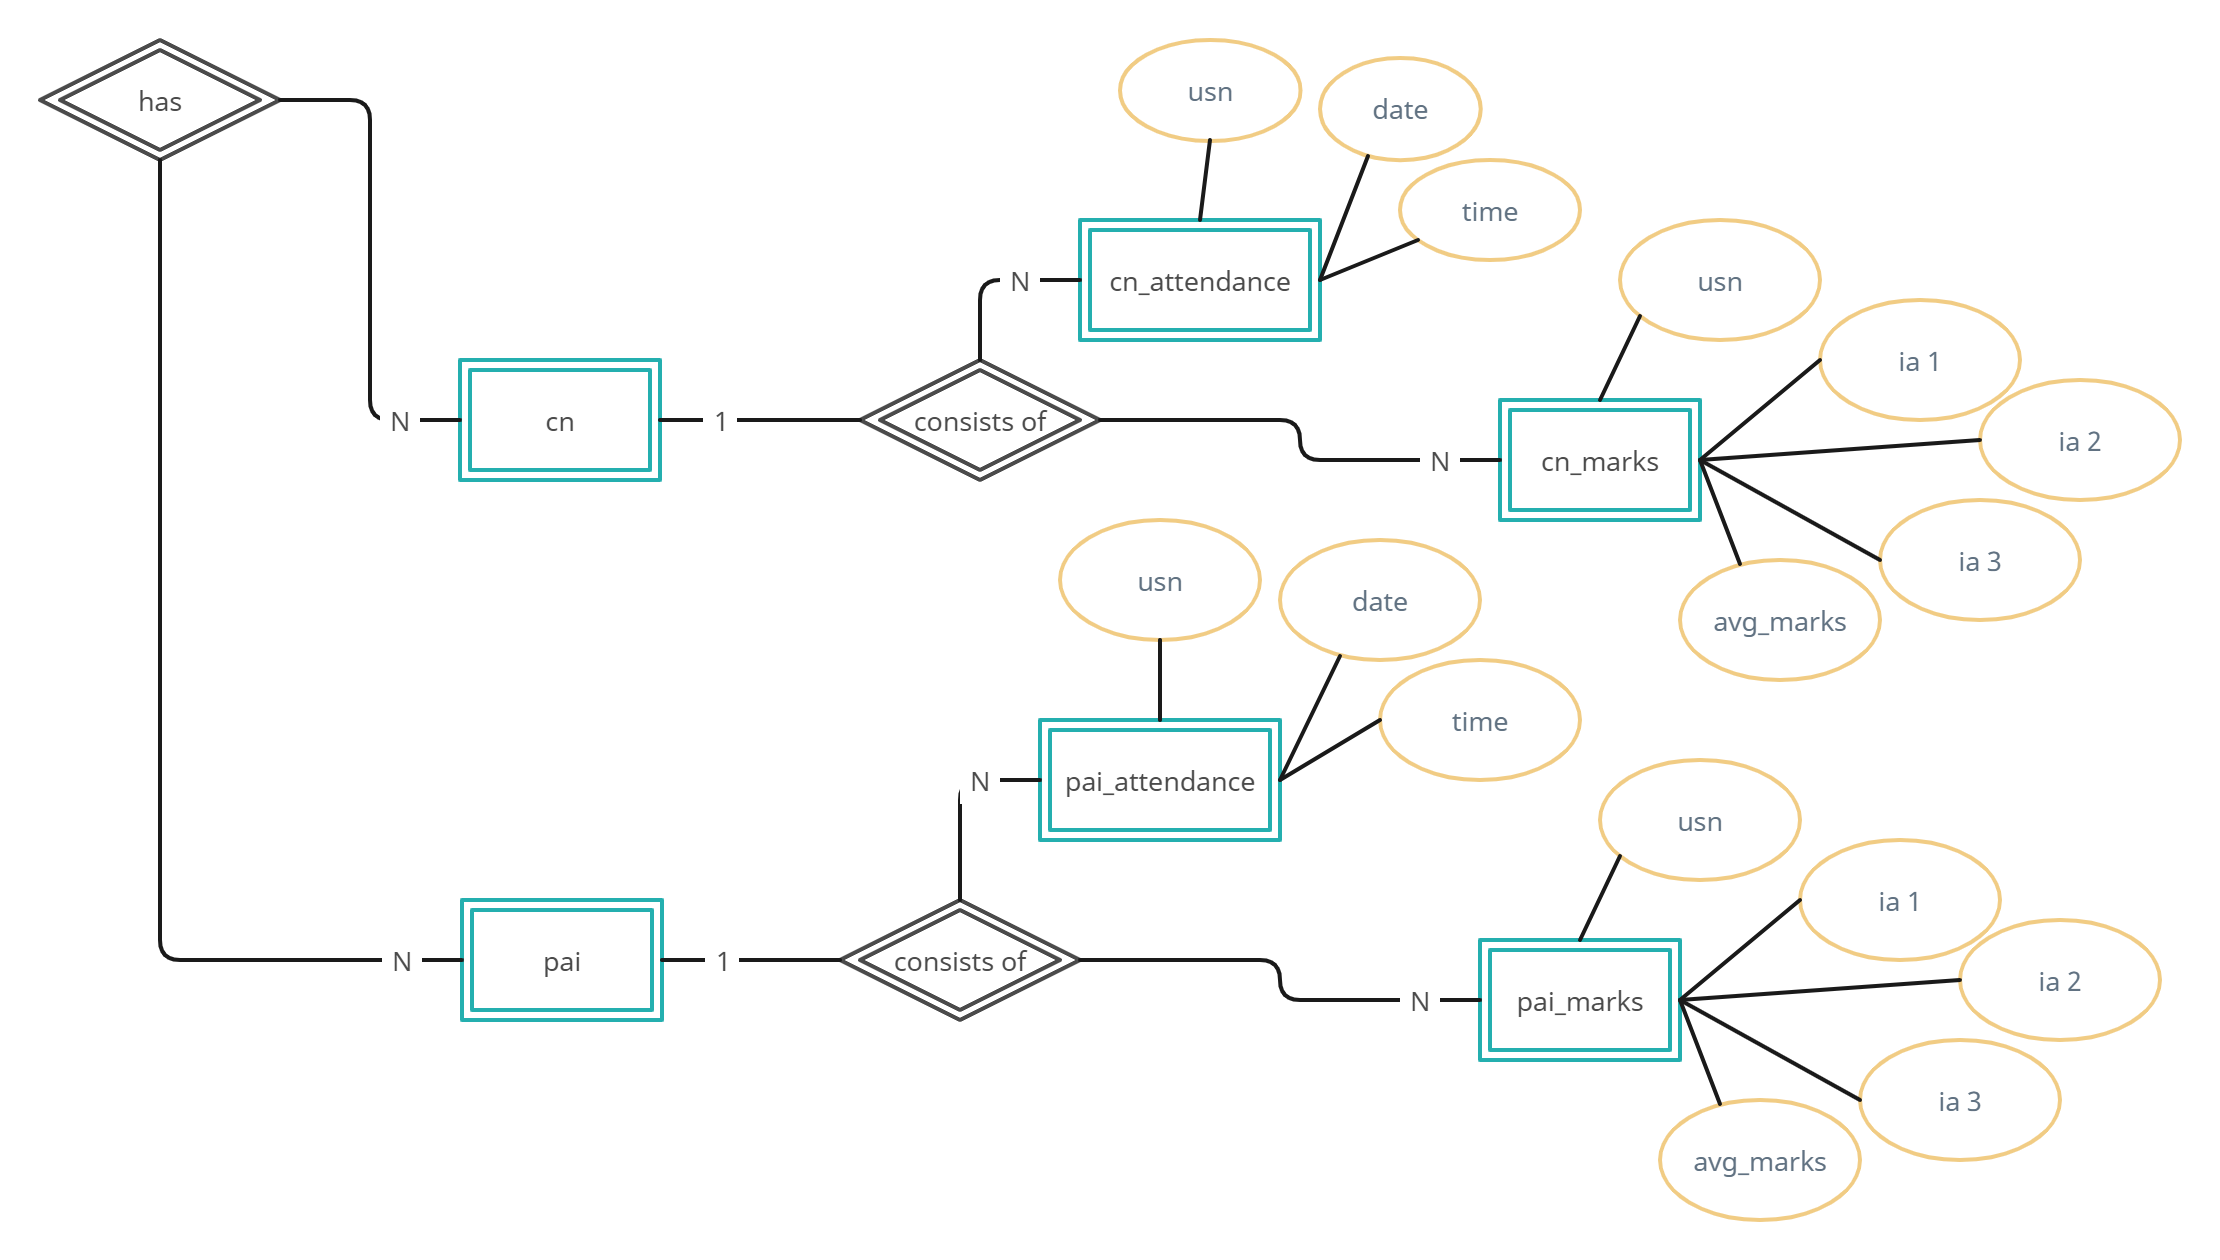 has
usn
date
time
N
cn_attendance
usn
ia 1
N
cn
1
consists of
N
cn_marks
ia 2
ia 3
avg_marks
usn
date
time
N
pai_attendance
usn
ia 1
N
pai
1
consists of
N
pai_marks
ia 2
ia 3
avg_marks